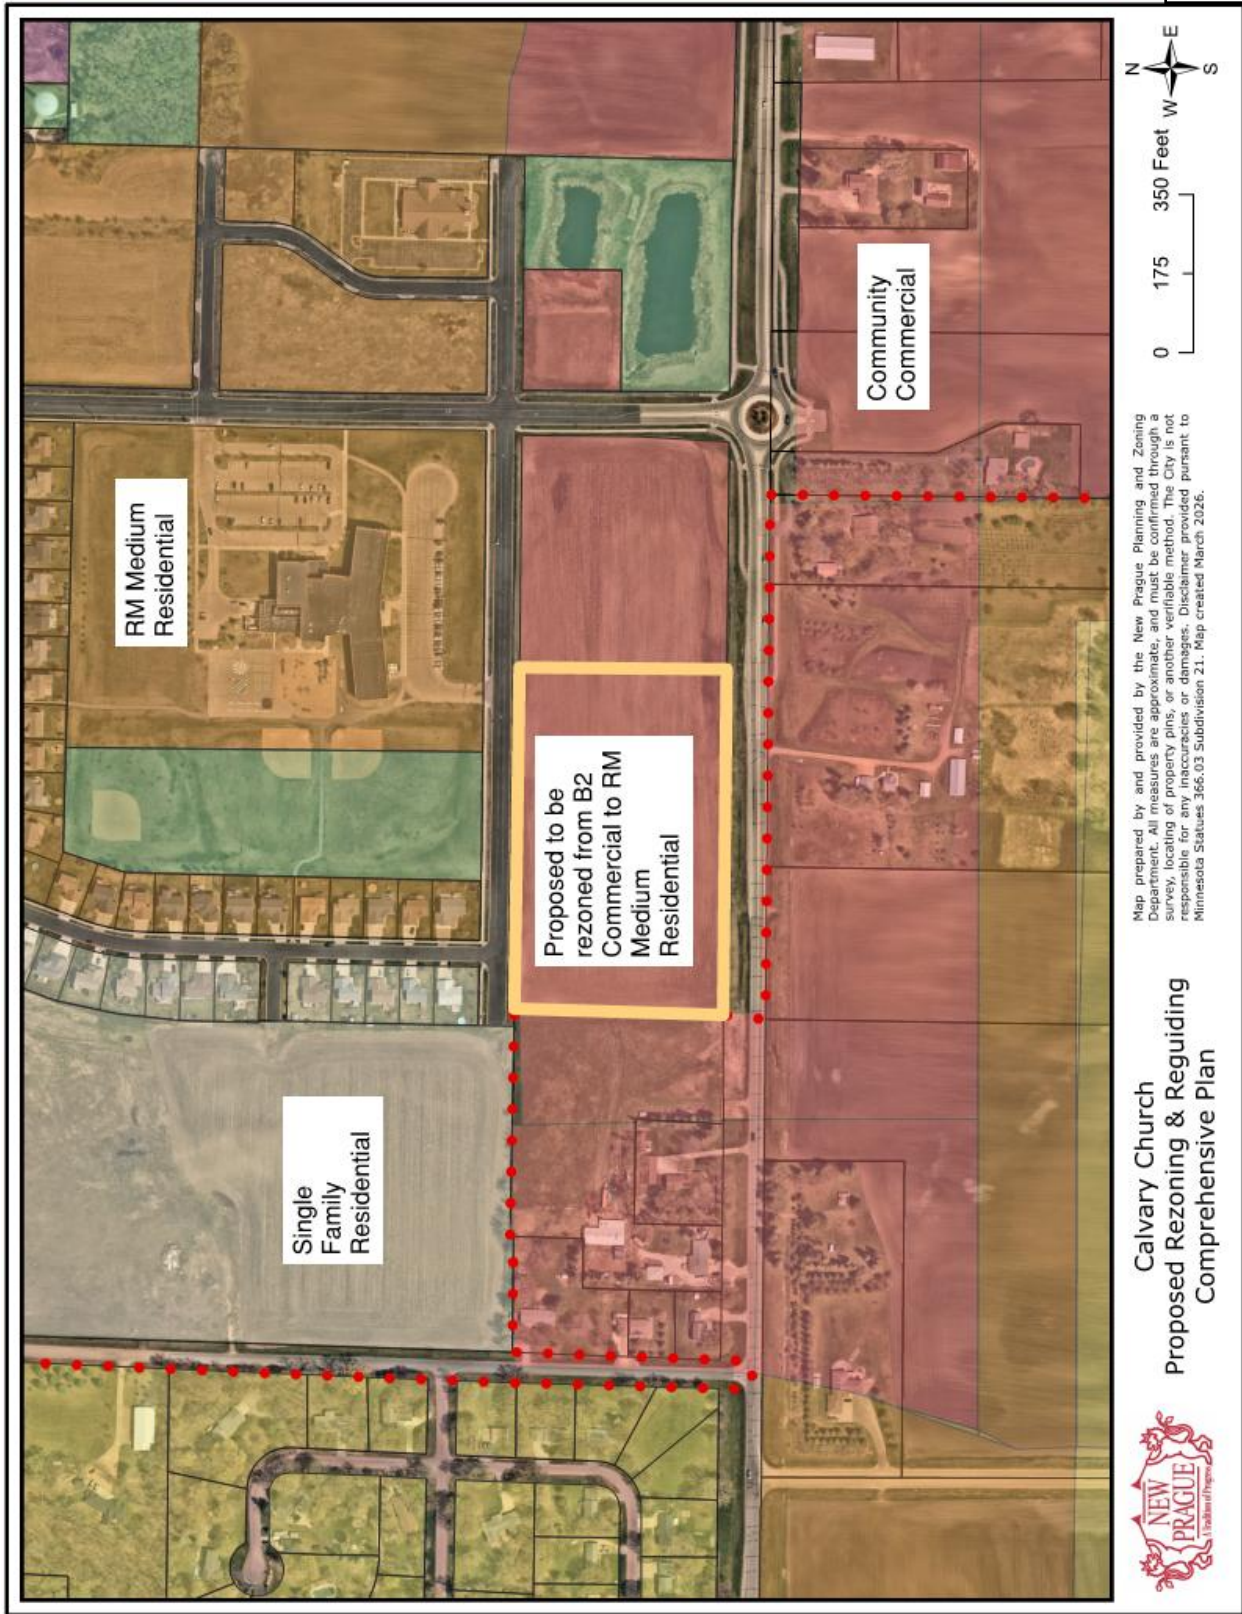 RM Medium
Residential
Single
Family
Residential
Proposed to be
rezoned from B2
Commercial to RM
Medium
Residential
Community
Commercial
NEW
PRAGUE
A Tradition of Progress
Calvary Church
Proposed Rezoning & Reguiding
Comprehensive Plan
Map prepared by and provided by the New Prague Planning and Zoning
Department. All measures are approximate, and must be confirmed through a
survey, locating of property pins, or another verifiable method. The City is not
responsible for any inaccuracies or damages. Disclaimer provided pursuant to
Minnesota Statues 366.03 Subdivision 21. Map created March 2026.
0 175 350 Feet
N
W E
S